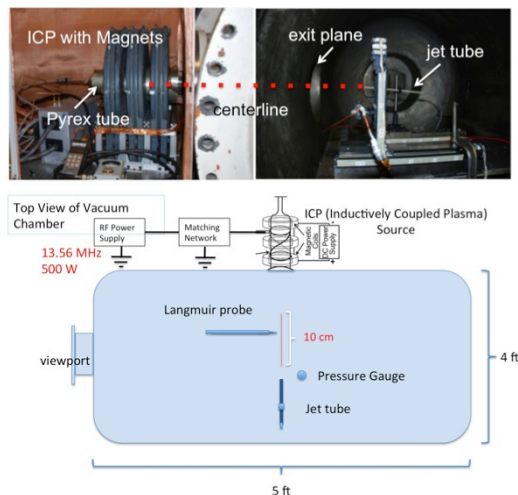 ICP with Magnets
Pyrex tube
centerline
exit plane
jet tube
Top View of Vacuum
Chamber
RF Power
Supply
Matching
Network
ICP (Inductively Coupled Plasma)
Source
Magnetic
Coils
DC Power
Supply
13.56 MHz
500 W
Langmuir probe
10 cm
viewport
Pressure Gauge
Jet tube
4 ft
5 ft